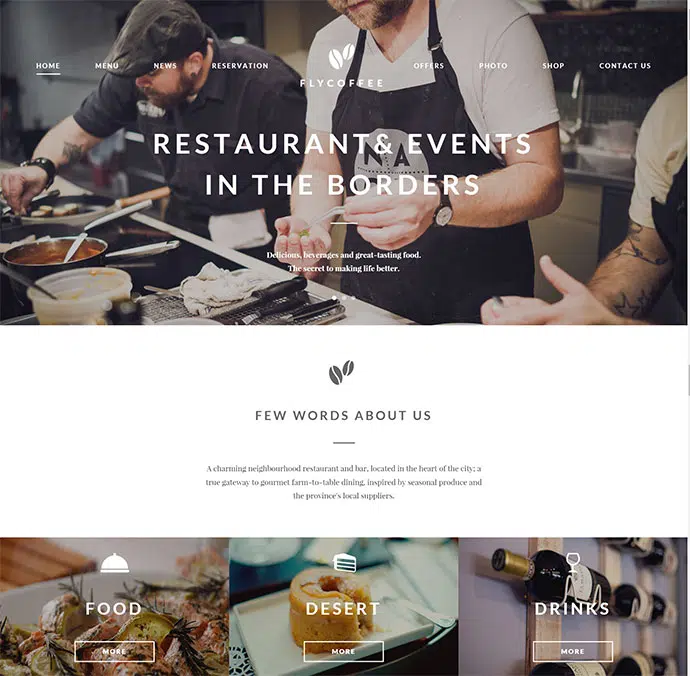 HOME MENU NEWS RESERVATION OFFERS PHOTO SHOP CONTACT US
FLYCOFFEE
RESTAURANT& EVENTS
IN THE BORDERS
N A
Delicious, beverages and great-tasting food.
The secret to making life better.
FEW WORDS ABOUT US
A charming neighbourhood restaurant and bar, located in the heart of the city; a
true gateway to gourmet farm-to-table dining, inspired by seasonal produce and
the province's local suppliers.
FOOD DESERT DRINKS
MORE MORE MORE